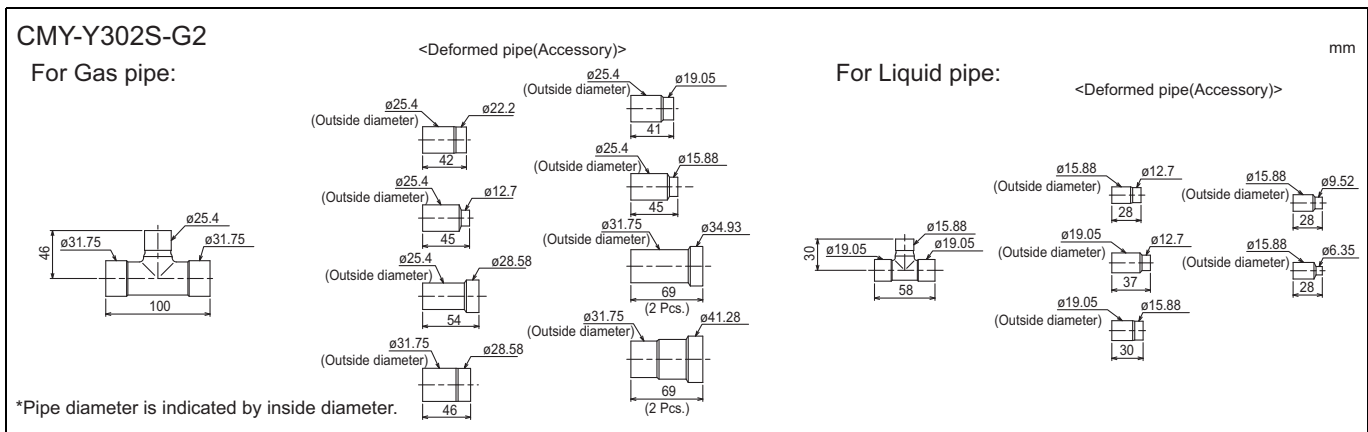 CMY-Y302S-G2
mm
For Gas pipe:
<Deformed pipe(Accessory)>
ø25.4
(Outside diameter)
ø22.2
42
ø25.4
(Outside diameter)
ø12.7
45
ø25.4
(Outside diameter)
ø28.58
54
ø31.75
(Outside diameter)
ø28.58
46
ø25.4
(Outside diameter)
ø19.05
41
ø25.4
(Outside diameter)
ø15.88
45
ø31.75
(Outside diameter)
ø34.93
69
(2 Pcs.)
ø31.75
(Outside diameter)
ø41.28
69
(2 Pcs.)
ø25.4
ø31.75
ø31.75
46
100
For Liquid pipe:
<Deformed pipe(Accessory)>
ø15.88
ø19.05
ø19.05
30
58
ø15.88
(Outside diameter)
ø12.7
28
ø19.05
(Outside diameter)
ø12.7
37
ø19.05
(Outside diameter)
ø15.88
30
ø15.88
(Outside diameter)
ø9.52
28
ø15.88
(Outside diameter)
ø6.35
28
*Pipe diameter is indicated by inside diameter.